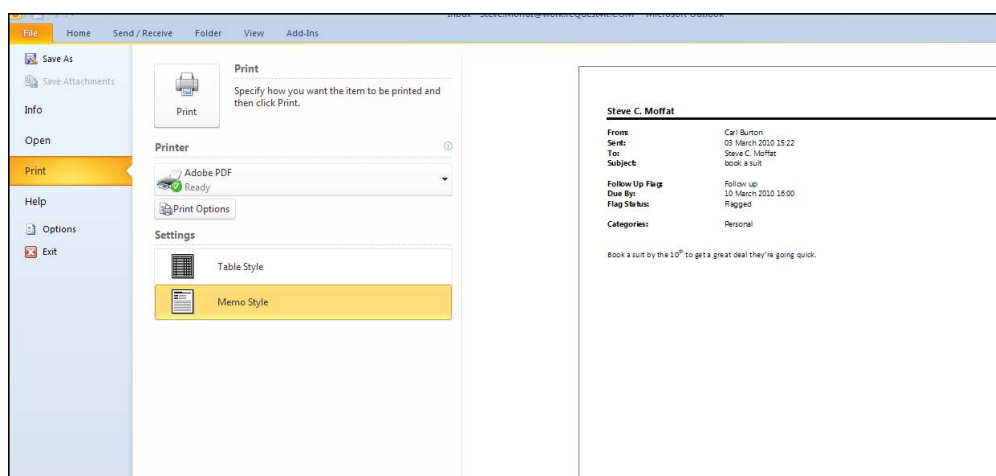 File Home Send / Receive Folder View Add-Ins
Save As
Save Attachments
Info
Open
Print
Help
Options
Exit
Print
Print
Specify how you want the item to be printed and
then click Print.
Printer
Adobe PDF
Ready
Print Options
Settings
Table Style
Memo Style
Steve C. Moffat
From: Carl Burton
Sent: 03 March 2010 15:22
To: Steve C. Moffat
Subject: book a suit
Follow Up Flag: Follow up
Due By: 10 March 2010 16:00
Flag Status: Flagged
Categories: Personal
Book a suit by the 10th to get a great deal they're going quick.